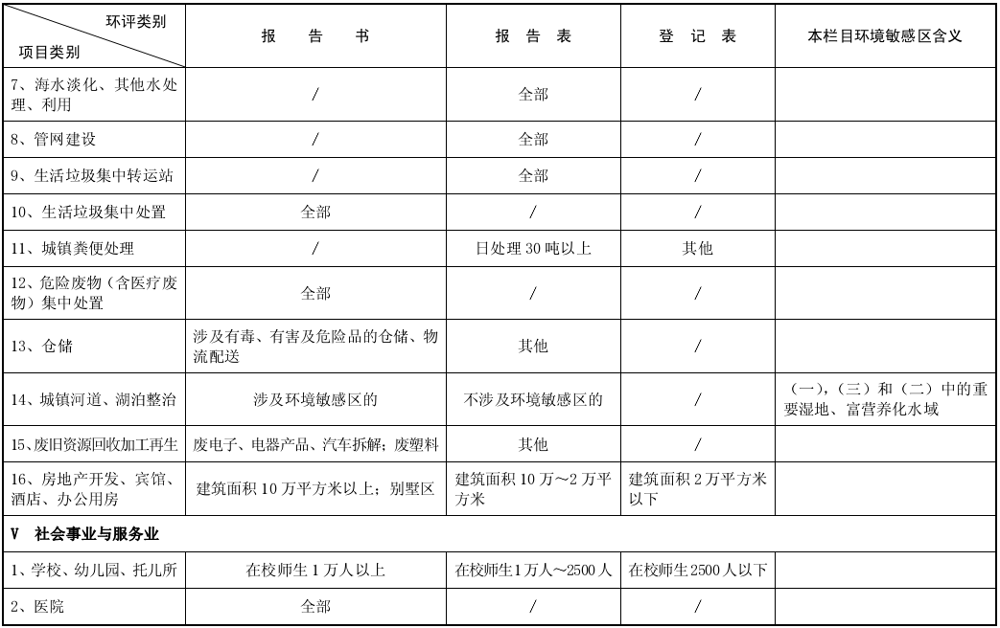 环评类别
项目类别
报 告 书
报 告 表
登 记 表
本栏目环境敏感区含义
7、海水淡化、其他水处
理、利用
/
全部
/
8、管网建设
/
全部
/
9、生活垃圾集中转运站
/
全部
/
10、生活垃圾集中处置
全部
/
/
11、城镇粪便处理
/
日处理 30 吨以上
其他
12、危险废物（含医疗废
物）集中处置
全部
/
/
13、仓储
涉及有毒、有害及危险品的仓储、物
流配送
其他
/
14、城镇河道、湖泊整治
涉及环境敏感区的
不涉及环境敏感区的
/
（一），（三）和（二）中的重
要湿地、富营养化水域
15、废旧资源回收加工再生
废电子、电器产品、汽车拆解；废塑料
其他
/
16、房地产开发、宾馆、
酒店、办公用房
建筑面积 10 万平方米以上；别墅区
建筑面积 10 万～2 万平
方米
建筑面积 2 万平方米
以下
V 社会事业与服务业
1、学校、幼儿园、托儿所
在校师生 1 万人以上
在校师生1万人～2500 人
在校师生2500 人以下
2、医院
全部
/
/